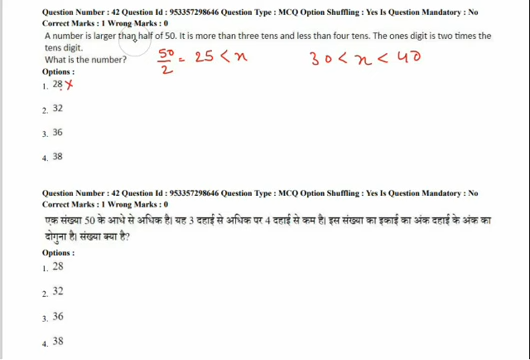 Question Number : 42 Question Id : 953357298646 Question Type : MCQ Option Shuffling : Yes Is Question Mandatory : No
Correct Marks : 1 Wrong Marks : 0
A number is larger than half of 50. It is more than three tens and less than four tens. The ones digit is two times the
tens digit.
What is the number?
50/2 = 25 < x 30 < x < 40
Options :
1. 28 ×
2. 32
3. 36
4. 38
Question Number : 42 Question Id : 953357298646 Question Type : MCQ Option Shuffling : Yes Is Question Mandatory : No
Correct Marks : 1 Wrong Marks : 0
एक संख्या 50 के आधे से अधिक है। यह 3 दहाई से अधिक पर 4 दहाई से कम है। इस संख्या का इकाई का अंक दहाई के अंक का
दोगुना है। संख्या क्या है?
Options :
1. 28
2. 32
3. 36
4. 38